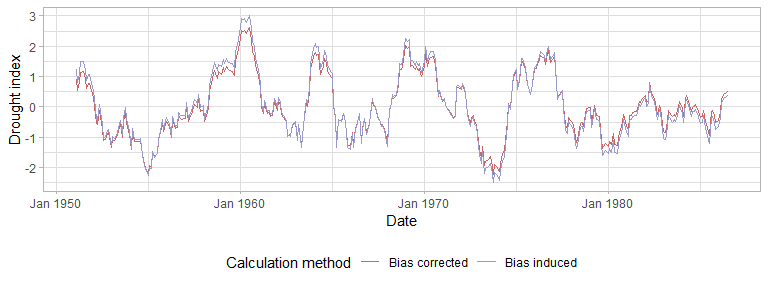 3
2
1
0
-1
-2
Drought index
Jan 1950 Jan 1960 Jan 1970 Jan 1980
Date
Calculation method Bias corrected Bias induced